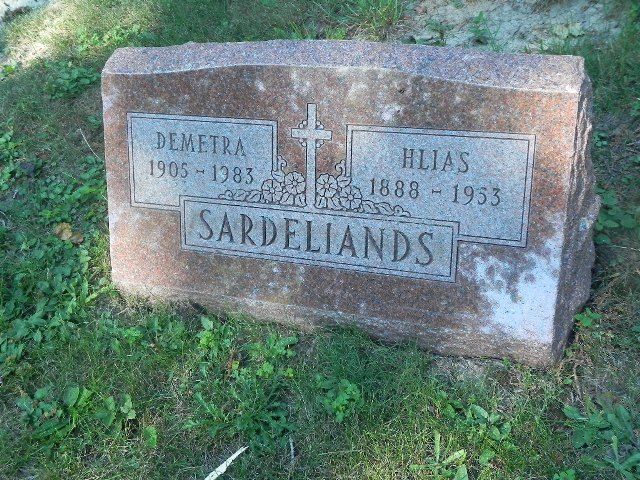 DEMETRA
1905 - 1983
HLIAS
1888 - 1953
SARDELIANDS